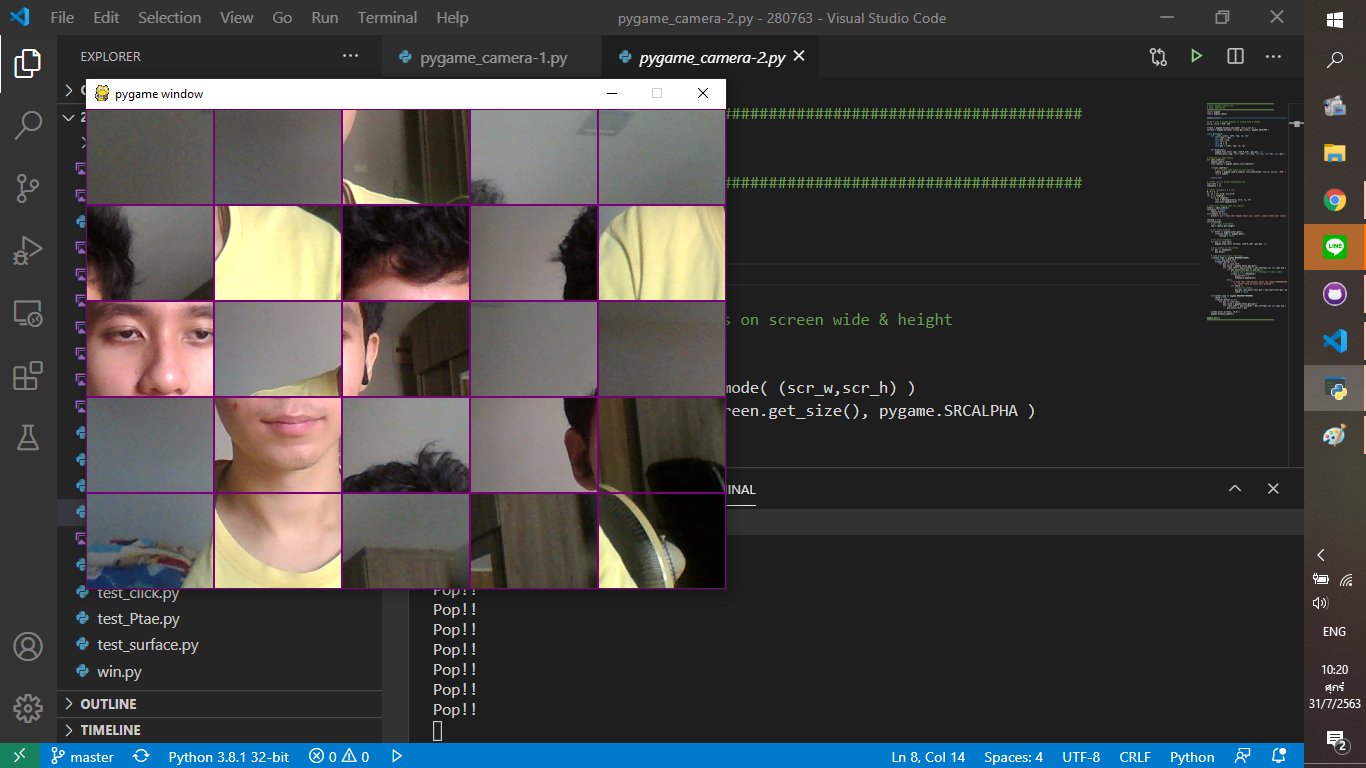 File Edit Selection View Go Run Terminal Help
pygame_camera-2.py - 280763 - Visual Studio Code
EXPLORER
pygame_camera-1.py
pygame_camera-2.py
pygame window
################################################
################################################
s on screen wide & height
mode( (scr_w,scr_h) )
reen.get_size(), pygame.SRCALPHA )
INAL
test_click.py
test_Ptae.py
test_surface.py
win.py
OUTLINE
TIMELINE
Pop!!
Pop!!
Pop!!
Pop!!
Pop!!
Pop!!
Pop!!
master
Python 3.8.1 32-bit
0 0
Ln 8, Col 14
Spaces: 4
UTF-8
CRLF
Python
LINE
ENG
10:20
ศุกร์
31/7/2563
2